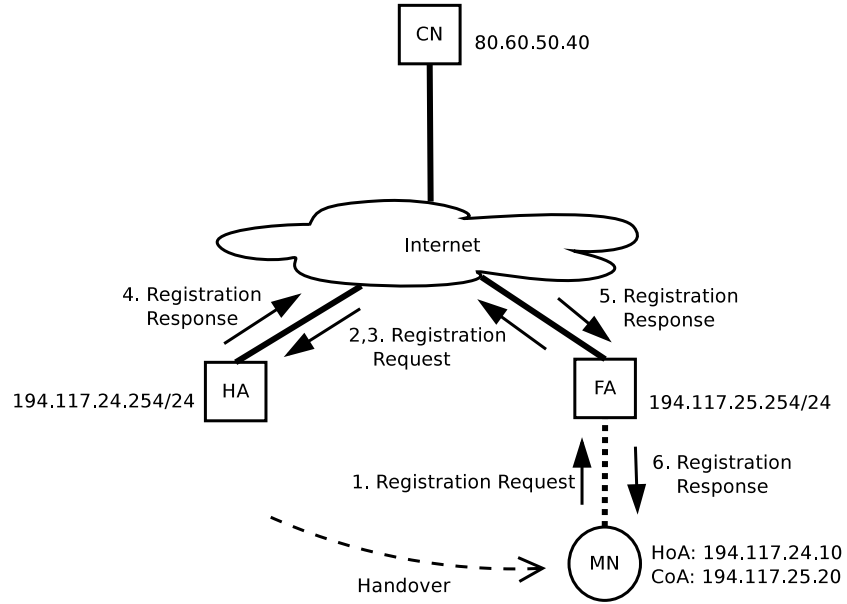 CN
80.60.50.40
Internet
4. Registration
Response
5. Registration
Response
2,3. Registration
Request
HA
FA
194.117.24.254/24
194.117.25.254/24
1. Registration Request
6. Registration
Response
MN
HoA: 194.117.24.10
CoA: 194.117.25.20
Handover